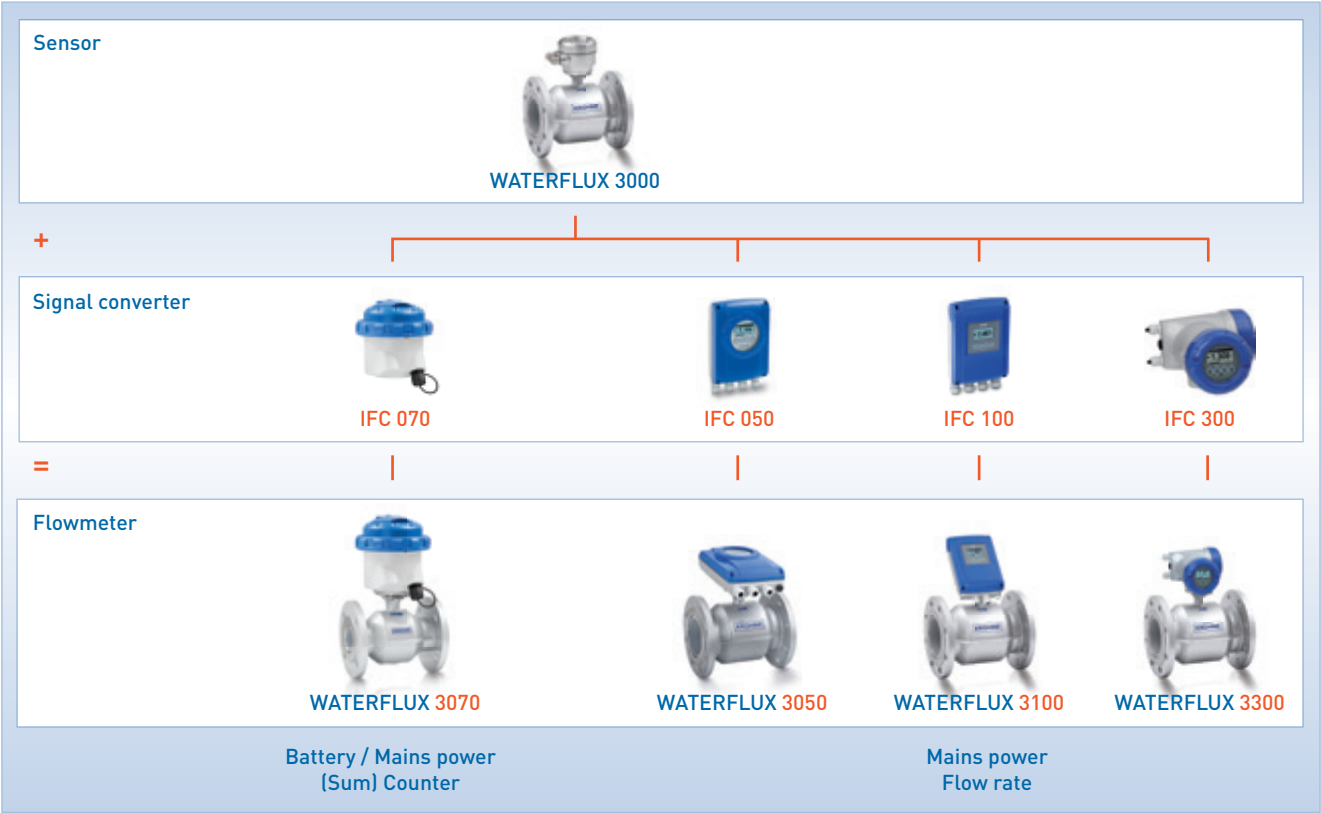 Sensor
WATERFLUX 3000
+
Signal converter
IFC 070
IFC 050
IFC 100
IFC 300
=
Flowmeter
WATERFLUX 3070
WATERFLUX 3050
WATERFLUX 3100
WATERFLUX 3300
Battery / Mains power
(Sum) Counter
Mains power
Flow rate